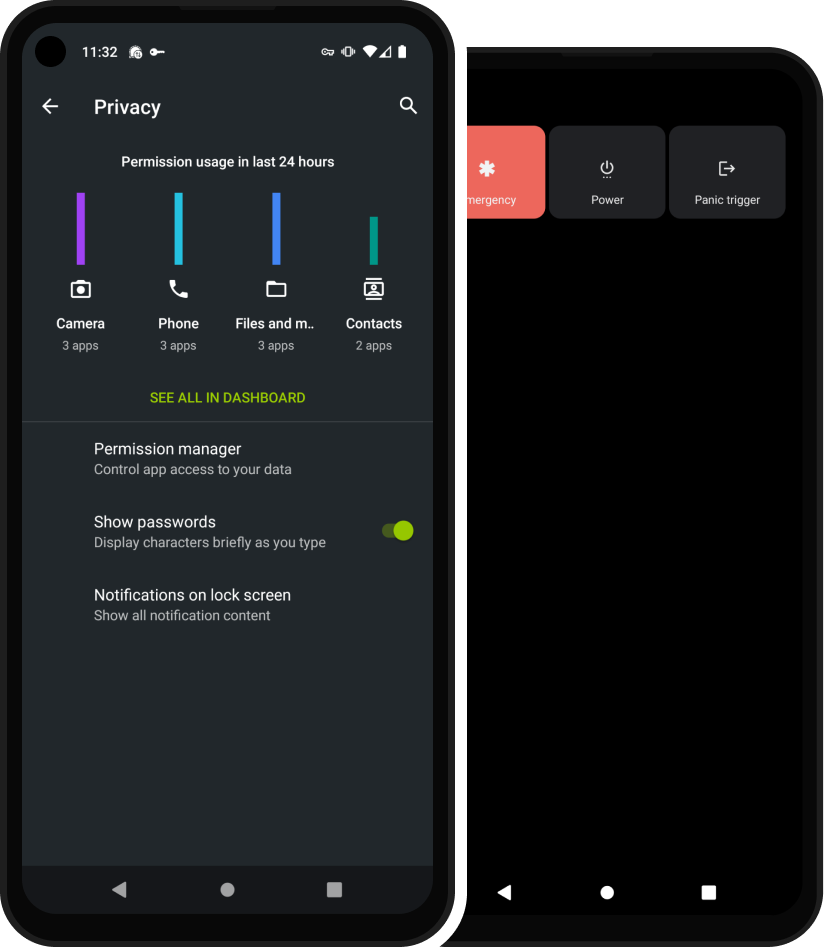 11:32
Privacy
Permission usage in last 24 hours
Camera
Phone
Files and m..
Contacts
3 apps
3 apps
3 apps
2 apps
SEE ALL IN DASHBOARD
Permission manager
Control app access to your data
Show passwords
Display characters briefly as you type
Notifications on lock screen
Show all notification content
mergency
Power
Panic trigger